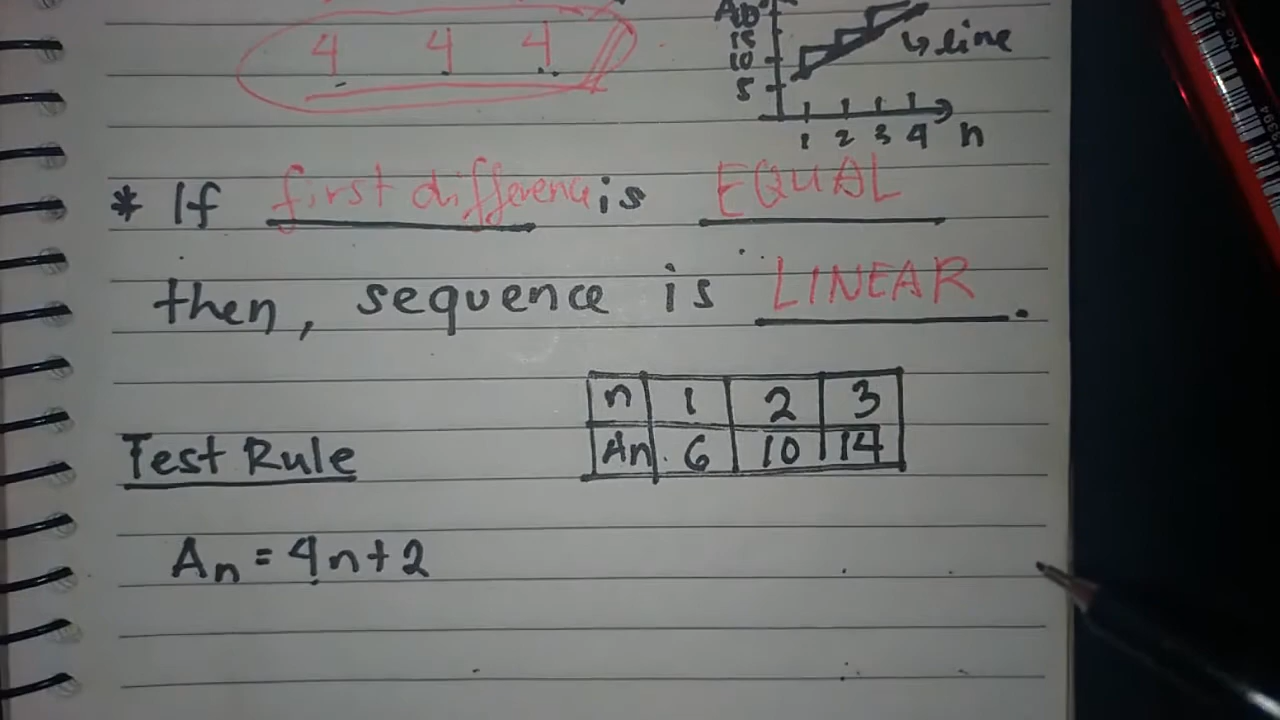 4 4 4
15
10
5
1 2 3 4 n
↳ line
* If first difference is EQUAL
then, sequence is LINEAR.
n 1 2 3
An 6 10 14
Test Rule
An = 4n+2